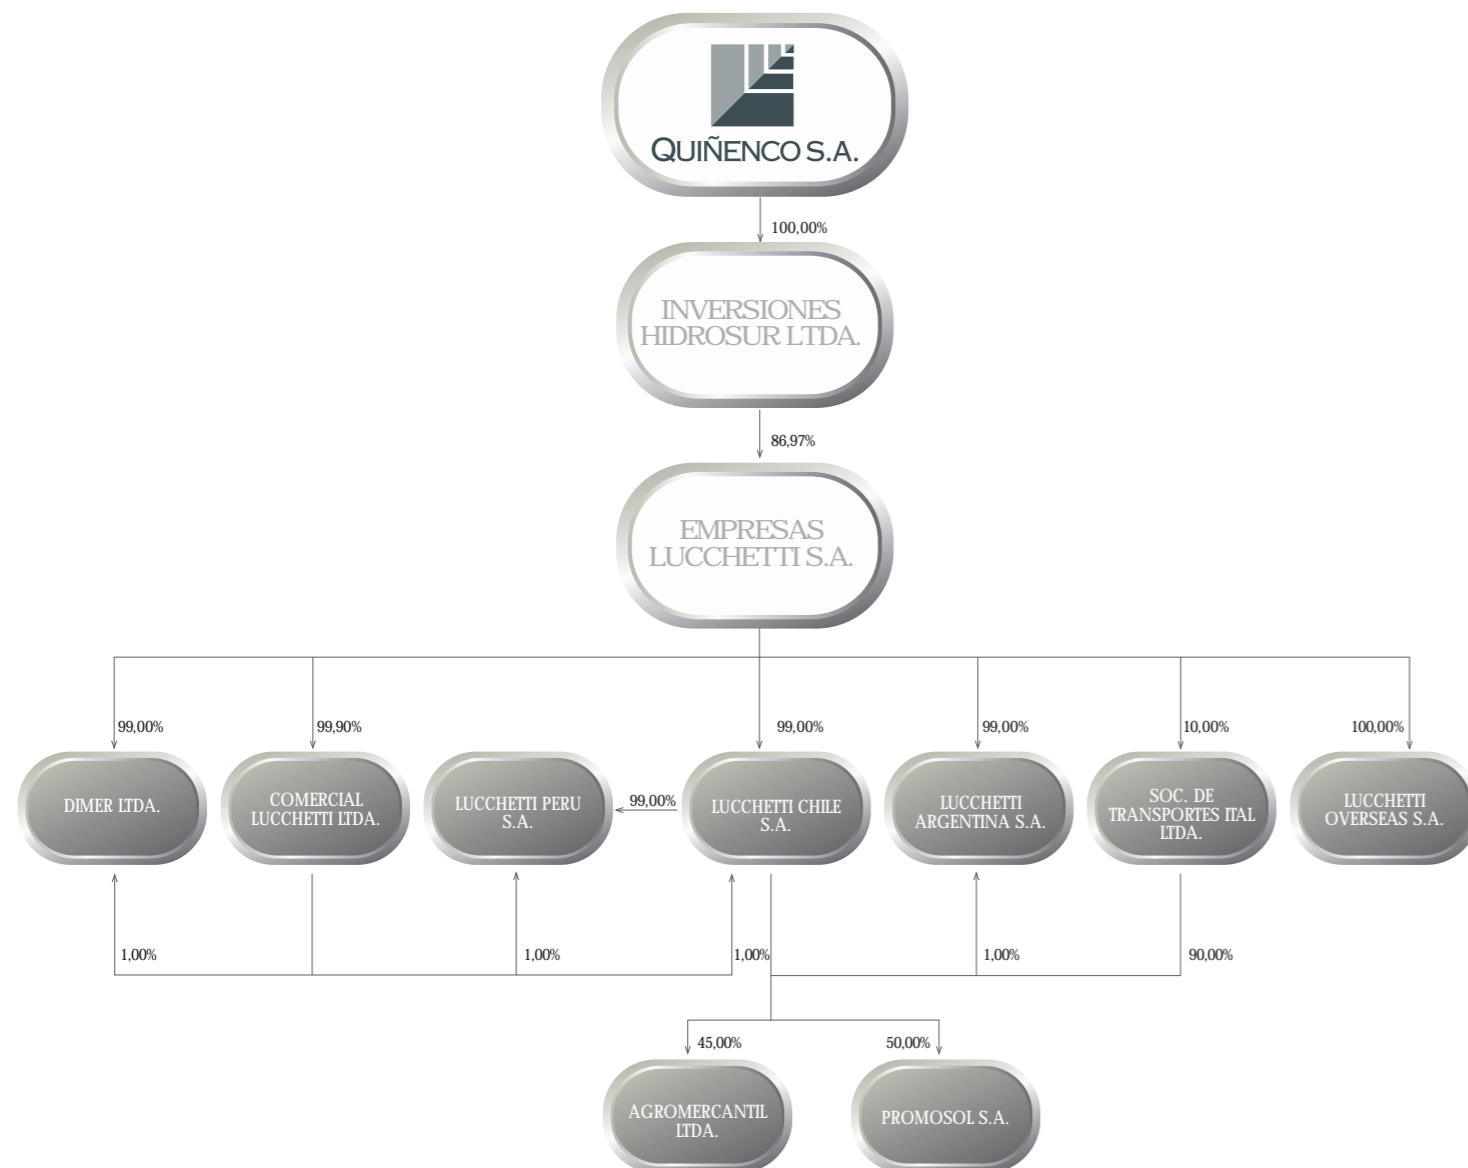 QUIÑENCO S.A.
100,00%
INVERSIONES
HIDROSUR LTDA.
86,97%
EMPRESAS
LUCCHETTI S.A.
99,00%
99,90%
99,00%
99,00%
10,00%
100,00%
DIMER LTDA.
COMERCIAL
LUCCHETTI LTDA.
LUCCHETTI PERU
S.A.
99,00%
LUCCHETTI CHILE
S.A.
LUCCHETTI
ARGENTINA S.A.
SOC. DE
TRANSPORTES ITAL
LTDA.
LUCCHETTI
OVERSEAS S.A.
1,00%
1,00%
1,00%
1,00%
90,00%
45,00%
50,00%
AGROMERCANTIL
LTDA.
PROMOSOL S.A.